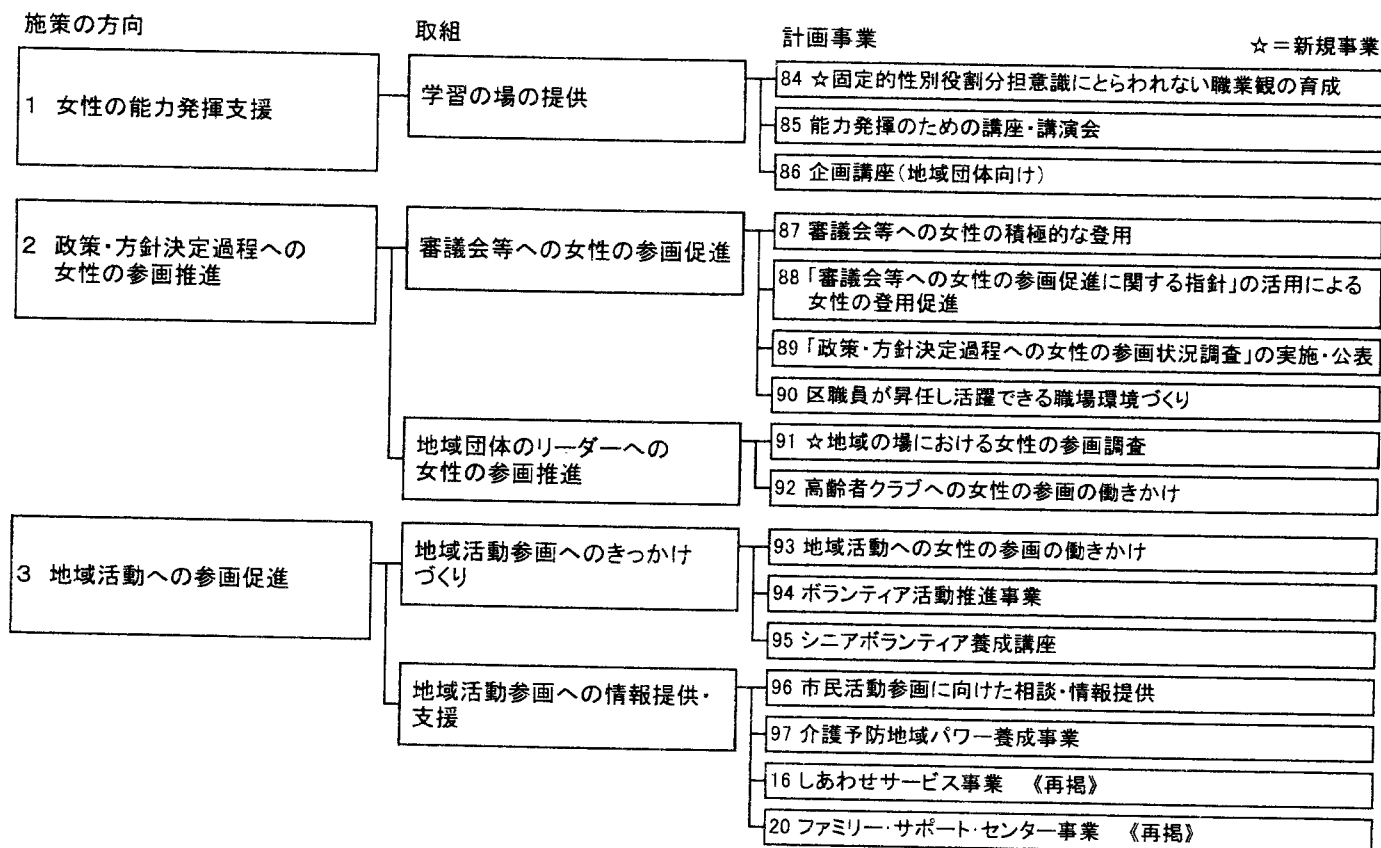 施策の方向
取組
計画事業
☆=新規事業
1 女性の能力発揮支援
学習の場の提供
84 ☆固定的性別役割分担意識にとらわれない職業観の育成
85 能力発揮のための講座・講演会
86 企画講座(地域団体向け)
2 政策・方針決定過程への
女性の参画推進
審議会等への女性の参画促進
87 審議会等への女性の積極的な登用
88「審議会等への女性の参画促進に関する指針」の活用による
女性の登用促進
89「政策・方針決定過程への女性の参画状況調査」の実施・公表
90 区職員が昇任し活躍できる職場環境づくり
地域団体のリーダーへの
女性の参画推進
91 ☆地域の場における女性の参画調査
92 高齢者クラブへの女性の参画の働きかけ
3 地域活動への参画促進
地域活動参画へのきっかけ
づくり
93 地域活動への女性の参画の働きかけ
94 ボランティア活動推進事業
95 シニアボランティア養成講座
地域活動参画への情報提供・
支援
96 市民活動参画に向けた相談・情報提供
97 介護予防地域パワー養成事業
16 しあわせサービス事業 《再掲》
20 ファミリー・サポート・センター事業 《再掲》